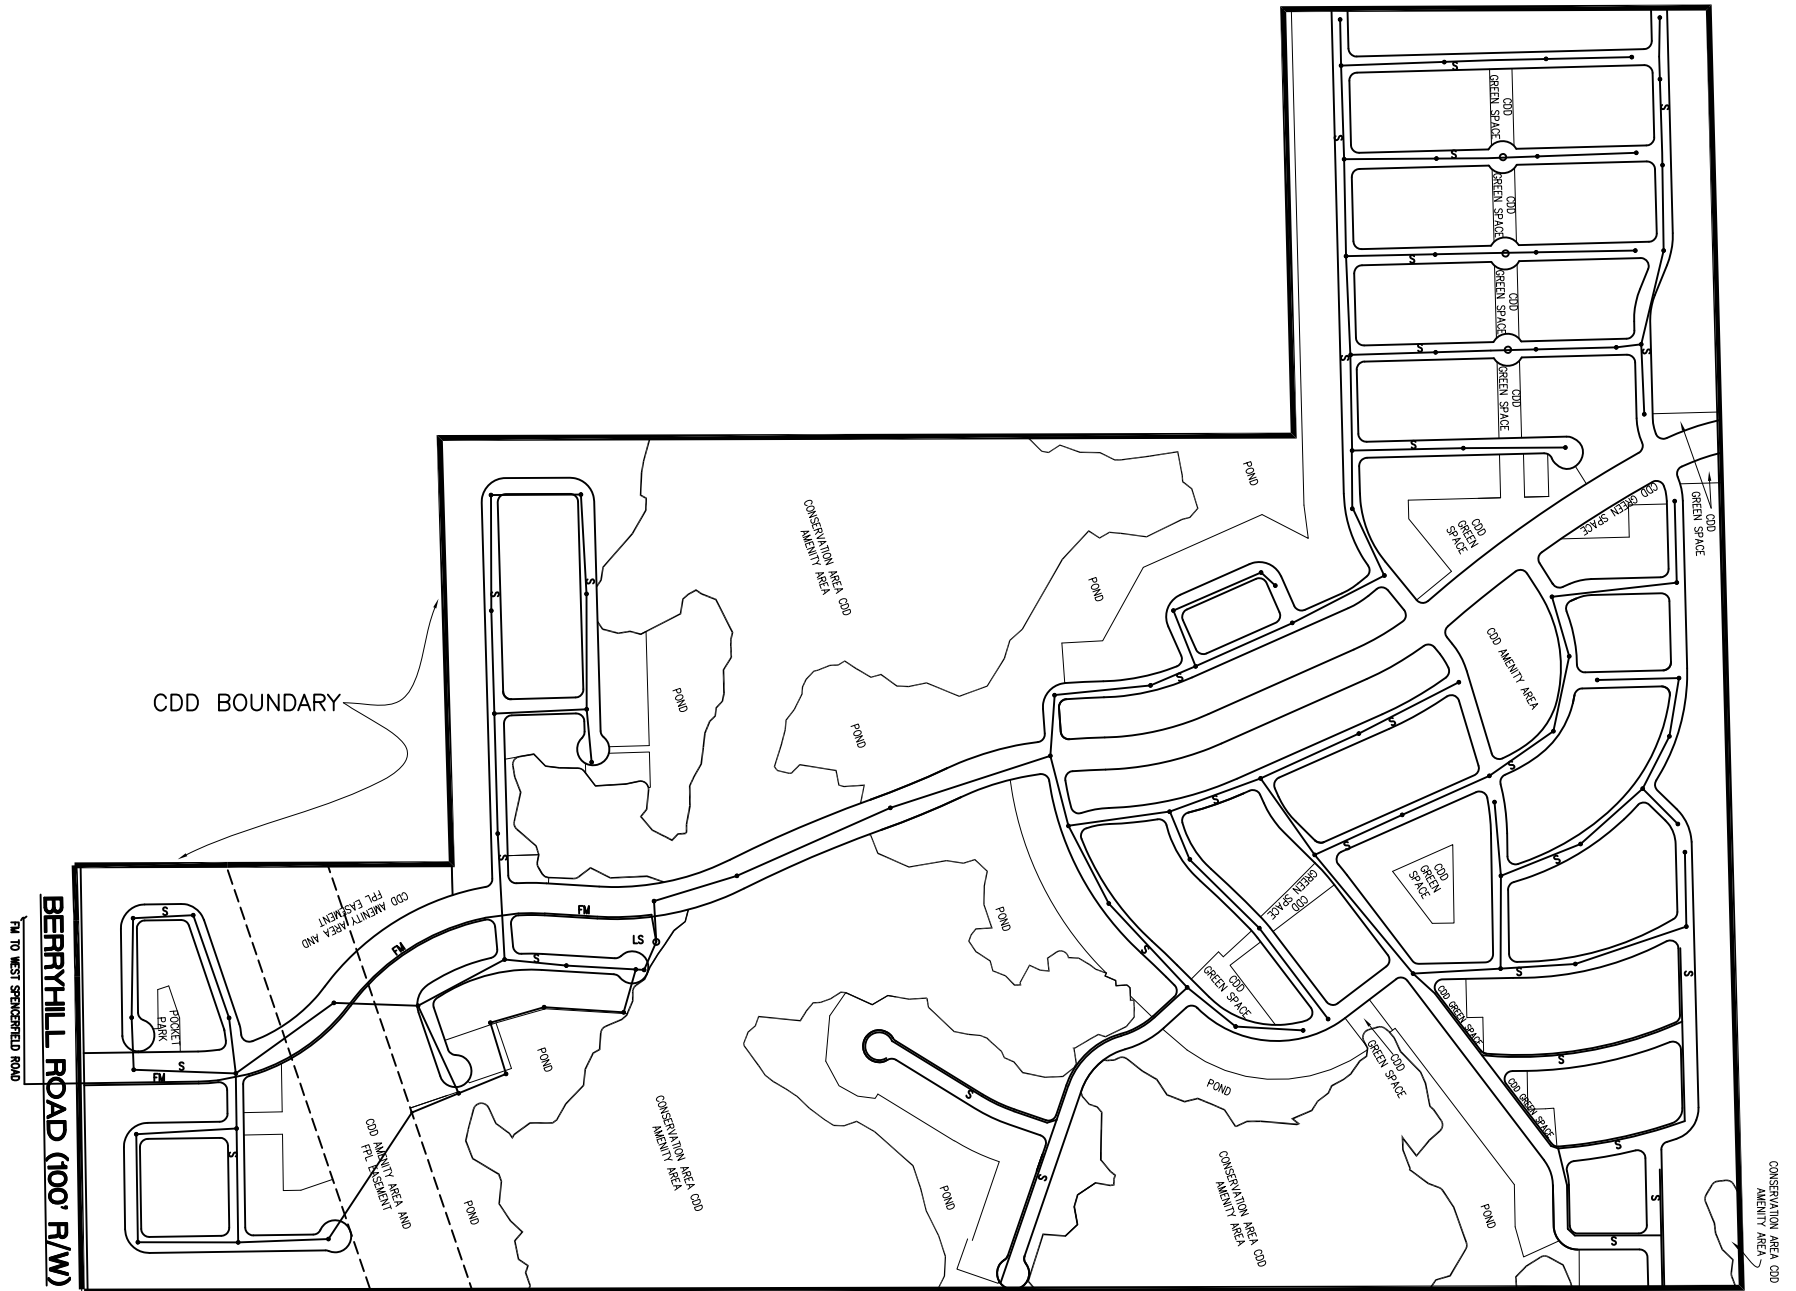 CDD
GREEN SPACE
CDD
GREEN SPACE
CDD
GREEN SPACE
CDD
GREEN SPACE
S
S
S
S
S
S
S
S
S
CDD
GREEN
SPACE
CDD
GREEN SPACE
CDD
GREEN SPACE
POND
CONSERVATION AREA CDD
AMENITY AREA
POND
S
S
CDD AMENITY AREA
CDD BOUNDARY
POND
POND
S
S
S
S
S
S
S
CDD
GREEN
SPACE
CDD
GREEN SPACE
CDD AMENITY AREA AND
FPL EASEMENT
FM
FM
LS
S
S
POND
S
CDD
GREEN SPACE
S
S
CDD GREEN SPACE
BERRYHILL ROAD (100' R/W)
FM TO WEST SPENCERFIELD ROAD
POCKET
PARK
S
FM
POND
S
POND
CDD
GREEN SPACE
S
CDD GREEN SPACE
CONSERVATION AREA CDD
AMENITY AREA
CDD AMENITY AREA AND
FPL EASEMENT
S
POND
POND
S
CONSERVATION AREA CDD
AMENITY AREA
POND
S
S
S
CONSERVATION AREA CDD
AMENITY AREA